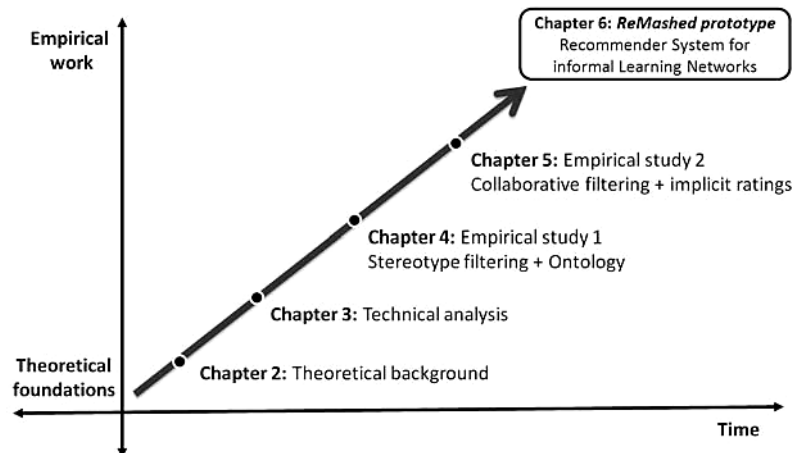 Chapter 6: ReMashed prototype
Recommender System for
informal Learning Networks
Empirical
work
Chapter 5: Empirical study 2
Collaborative filtering + implicit ratings
Chapter 4: Empirical study 1
Stereotype filtering + Ontology
Chapter 3: Technical analysis
Theoretical
foundations
Chapter 2: Theoretical background
Time